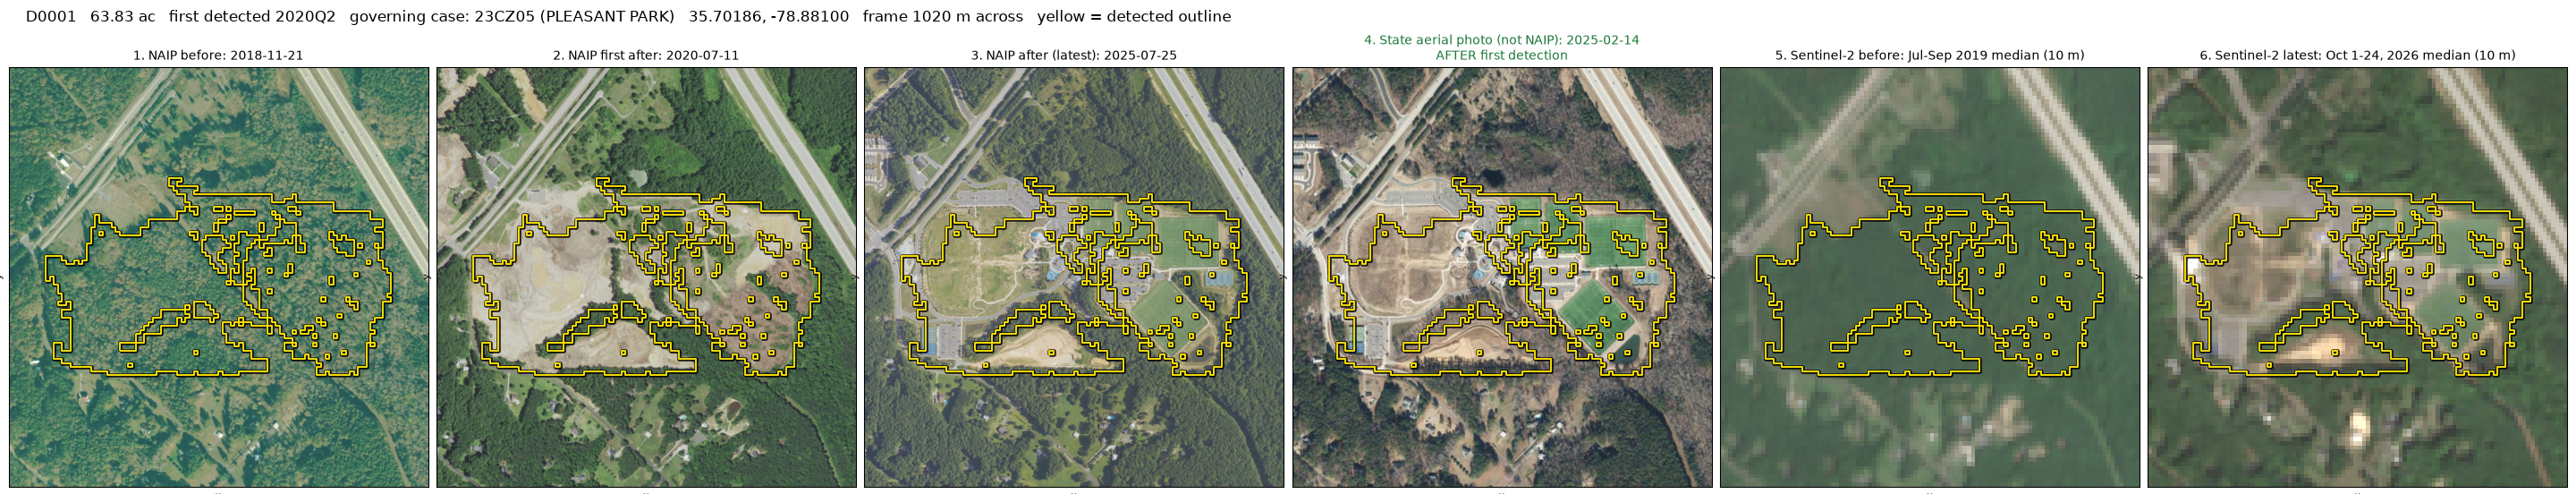 D0001   63.83 ac   first detected 2020Q2   governing case: 23CZ05 (PLEASANT PARK)   35.70186, -78.88100   frame 1020 m across   yellow = detected outline
1. NAIP before: 2018-11-21
2. NAIP first after: 2020-07-11
3. NAIP after (latest): 2025-07-25
4. State aerial photo (not NAIP): 2025-02-14
AFTER first detection
5. Sentinel-2 before: Jul-Sep 2019 median (10 m)
6. Sentinel-2 latest: Oct 1-24, 2026 median (10 m)